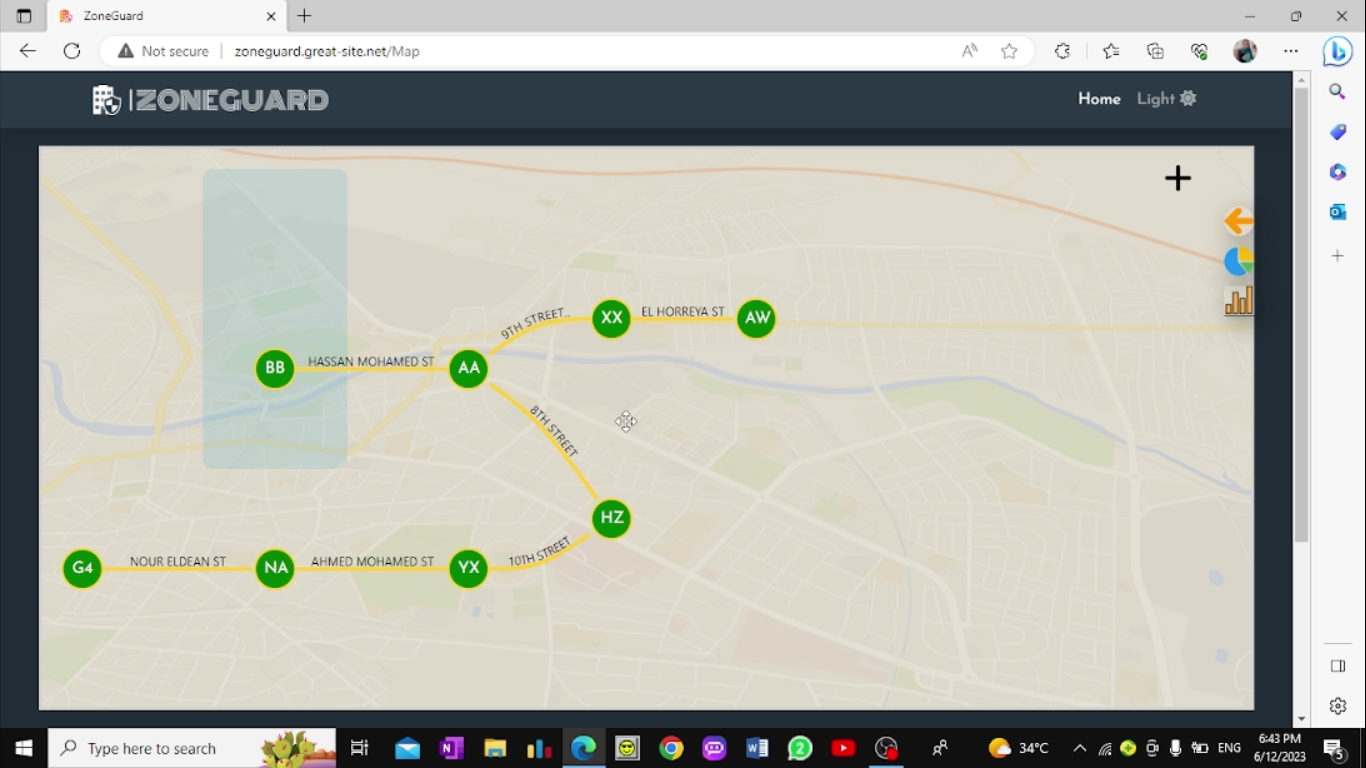 ZoneGuard
Not secure
zoneguard.great-site.net/Map
ZONEGUARD
Home
Light
XX
EL HORREYA ST
AW
9TH STREET..
BB
HASSAN MOHAMED ST
AA
8TH STREET
HZ
G4
NOUR ELDEAN ST
NA
AHMED MOHAMED ST
YX
10TH STREET
Type here to search
2
34°C
ENG
6:43 PM
6/12/2023
5